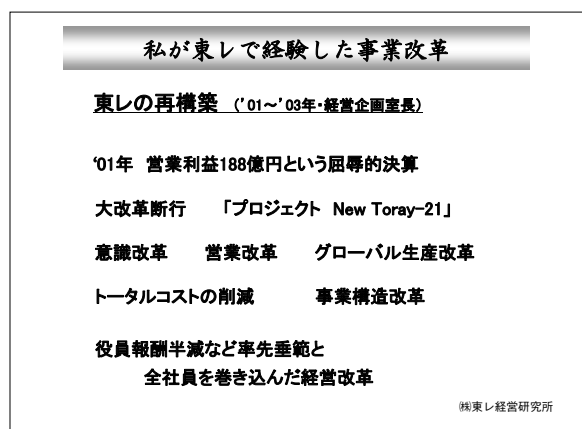 私が東レで経験した事業改革
東レの再構築 （’01～’03年・経営企画室長）
‘01年 営業利益188億円という屈辱的決算
大改革断行 「プロジェクト New Toray-21」
意識改革 営業改革 グローバル生産改革
トータルコストの削減 事業構造改革
役員報酬半減など率先垂範と
全社員を巻き込んだ経営改革
㈱東レ経営研究所